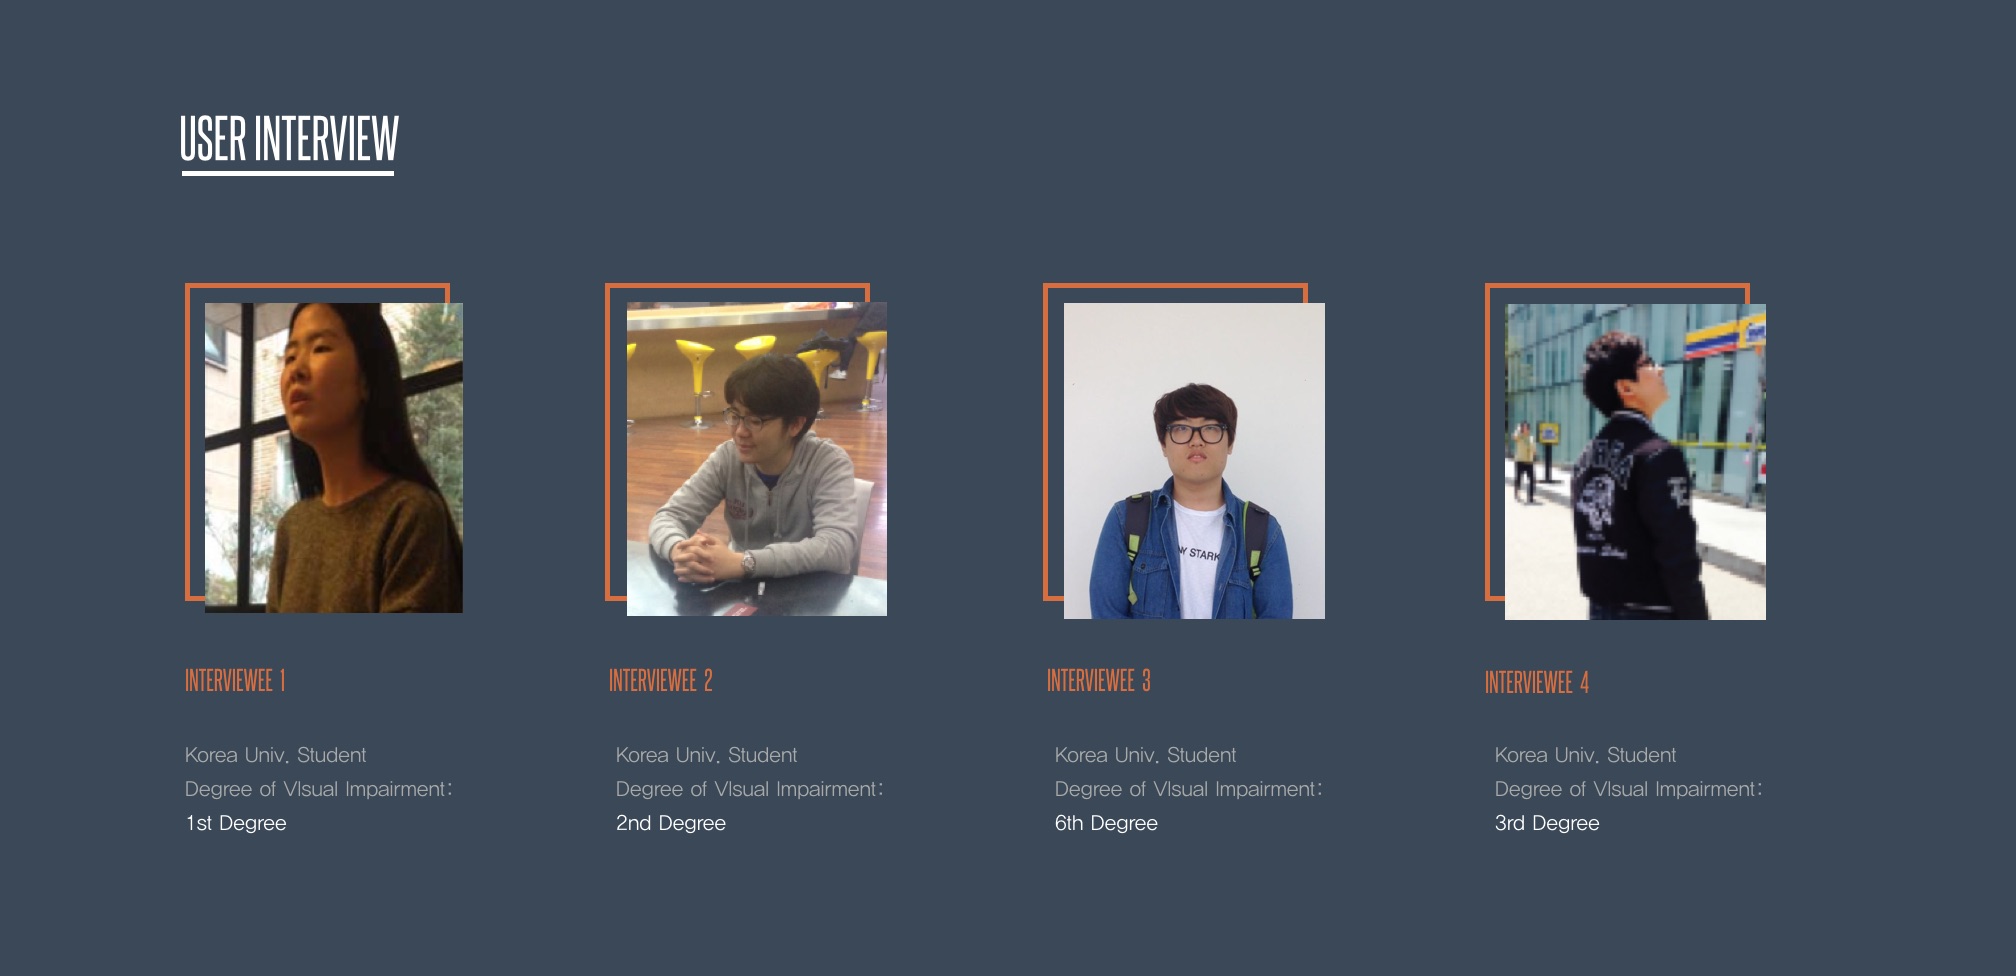 USER INTERVIEW
NY STARK
INTERVIEWEE 1
INTERVIEWEE 2
INTERVIEWEE 3
INTERVIEWEE 4
Korea Univ. Student
Degree of VIsual Impairment:
1st Degree
Korea Univ. Student
Degree of VIsual Impairment:
2nd Degree
Korea Univ. Student
Degree of VIsual Impairment:
6th Degree
Korea Univ. Student
Degree of VIsual Impairment:
3rd Degree